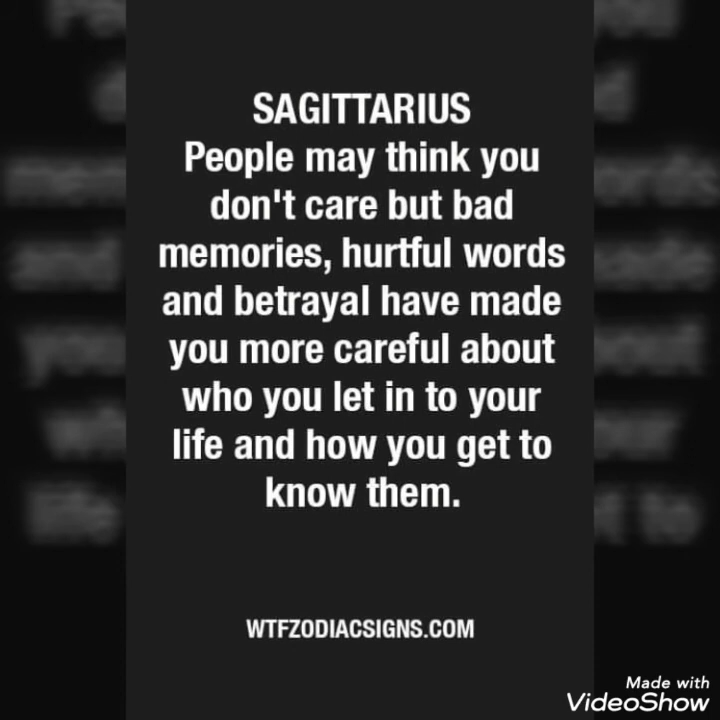 SAGITTARIUS
People may think you
don't care but bad
memories, hurtful words
and betrayal have made
you more careful about
who you let in to your
life and how you get to
know them.
WTFZODIACSIGNS.COM
Made with
VideoShow